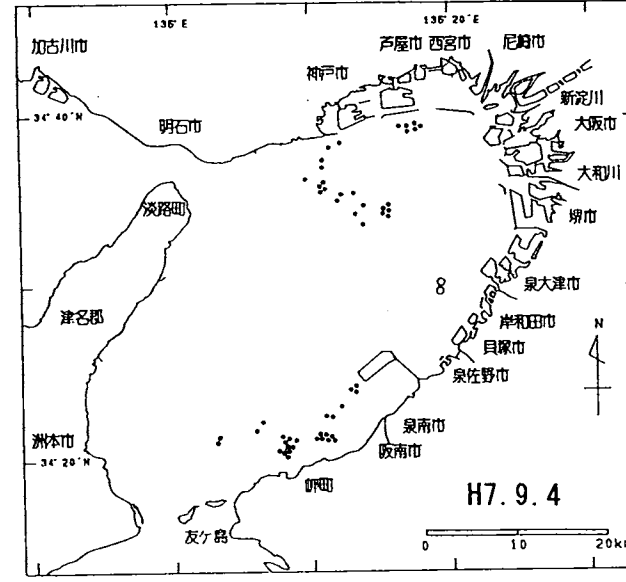 135° E
135° 20' E
加古川市
芦屋市 西宮市 尼崎市
神戸市
新淀川
34° 40' N
明石市
大阪市
大和川
淡路町
堺市
泉大津市
津名郡
岸和田市
N
貝塚市
泉佐野市
泉南市
洲本市
阪南市
34° 20' N
岬町
H7.9.4
友ケ島
0 10 20km